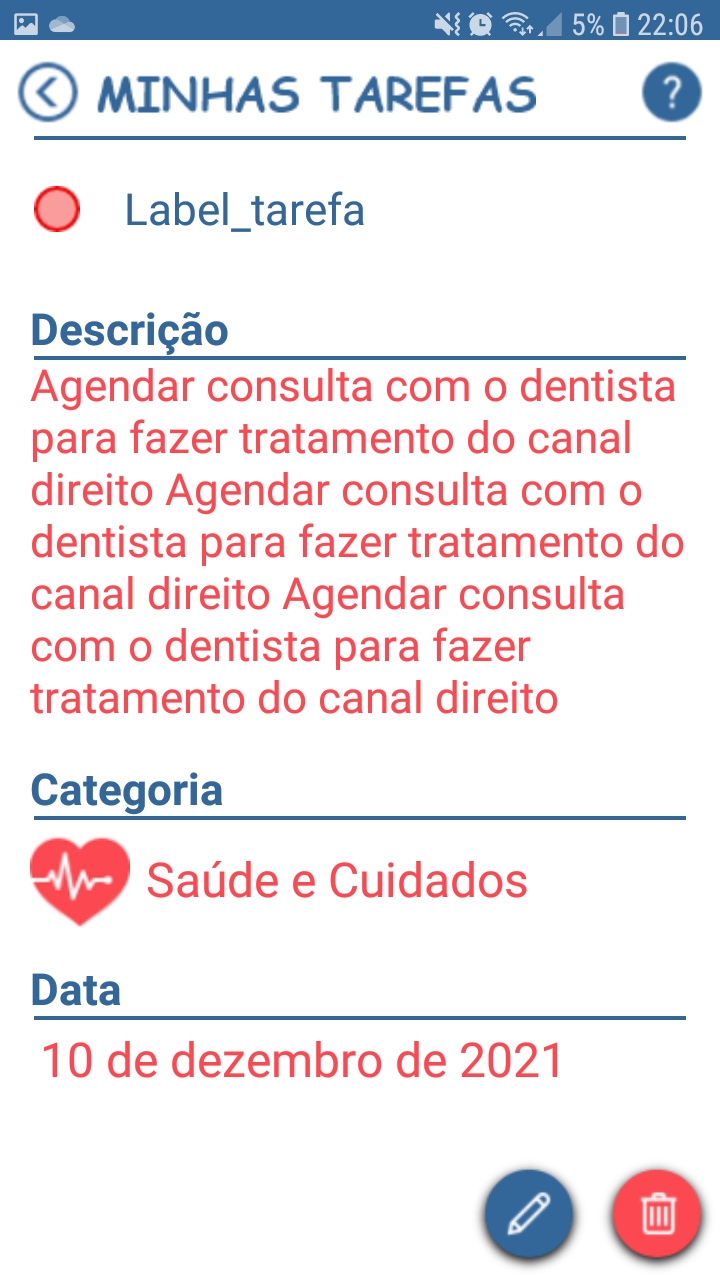 5% 22:06
MINHAS TAREFAS ?
Label_tarefa
Descrição
Agendar consulta com o dentista
para fazer tratamento do canal
direito Agendar consulta com o
dentista para fazer tratamento do
canal direito Agendar consulta
com o dentista para fazer
tratamento do canal direito
Categoria
Saúde e Cuidados
Data
10 de dezembro de 2021